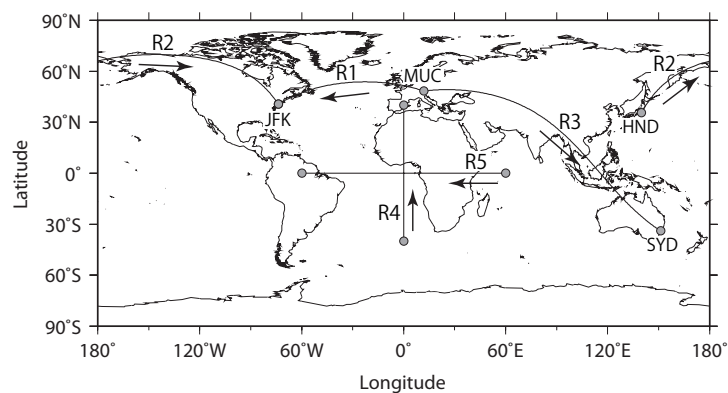 90˚N
60˚N
30˚N
0˚
30˚S
60˚S
90˚S
Latitude
R2
R1
MUC
R2
JFK
R3
HND
R5
R4
SYD
180˚
120˚W
60˚W
0˚
60˚E
120˚E
180˚
Longitude